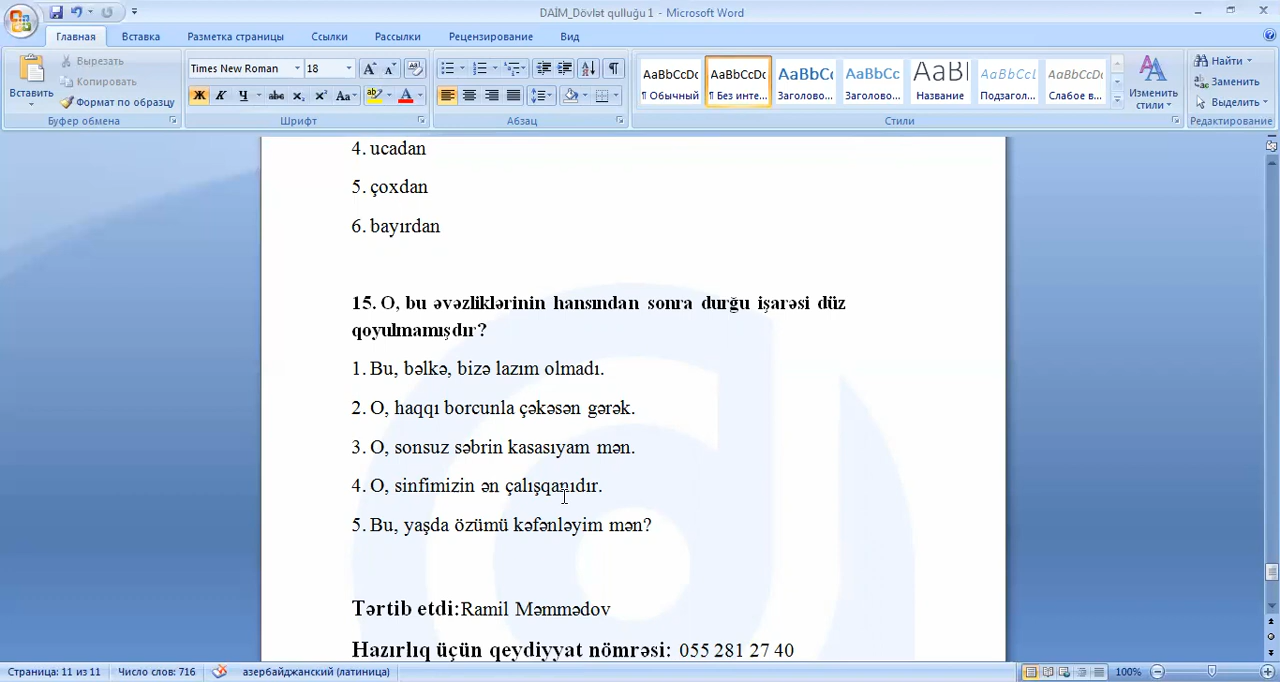 DAİM_Dövlət qulluğu 1 - Microsoft Word
Главная Вставка Разметка страницы Ссылки Рассылки Рецензирование Вид
Вставить
Вырезать
Копировать
Формат по образцу
Буфер обмена
Times New Roman 18
Ж К Ч abc x₂ x² Aa ab A
Шрифт
Абзац
AaBbCcDc AaBbCcDc AaBbCc AaBbCc AaBl AaBbCcL AaBbCcDc
¶ Обычный ¶ Без инте... Заголово... Заголово... Название Подзагол... Слабое в...
Изменить стили
Стили
Найти
Заменить
Выделить
Редактирование
4. ucadan
5. çoxdan
6. bayırdan
15. O, bu əvəzliklərinin hansından sonra durğu işarəsi düz
qoyulmamışdır?
1. Bu, bəlkə, bizə lazım olmadı.
2. O, haqqı borcunla çəkəsən gərək.
3. O, sonsuz səbrin kasasıyam mən.
4. O, sinfimizin ən çalışqanıdır.
5. Bu, yaşda özümü kəfənləyim mən?
Tərtib etdi:Ramil Məmmədov
Hazırlıq üçün qeydiyyat nömrəsi: 055 281 27 40
Страница: 11 из 11 Число слов: 716 азербайджанский (латиница) 100%